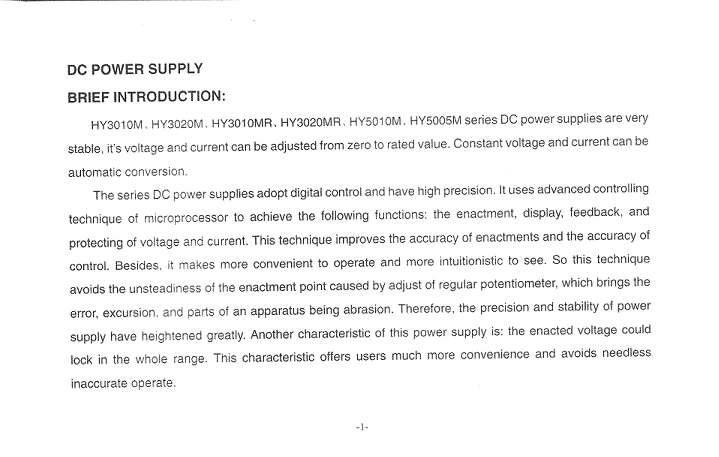 DC POWER SUPPLY
BRIEF INTRODUCTION:
HY3010M、HY3020M、HY3010MR、HY3020MR、HY5010M、HY5005M series DC power supplies are very
stable, it's voltage and current can be adjusted from zero to rated value. Constant voltage and current can be
automatic conversion.
The series DC power supplies adopt digital control and have high precision. It uses advanced controlling
technique of microprocessor to achieve the following functions: the enactment, display, feedback, and
protecting of voltage and current. This technique improves the accuracy of enactments and the accuracy of
control. Besides, it makes more convenient to operate and more intuitionistic to see. So this technique
avoids the unsteadiness of the enactment point caused by adjust of regular potentiometer, which brings the
error, excursion, and parts of an apparatus being abrasion. Therefore, the precision and stability of power
supply have heightened greatly. Another characteristic of this power supply is: the enacted voltage could
lock in the whole range. This characteristic offers users much more convenience and avoids needless
inaccurate operate.
-1-